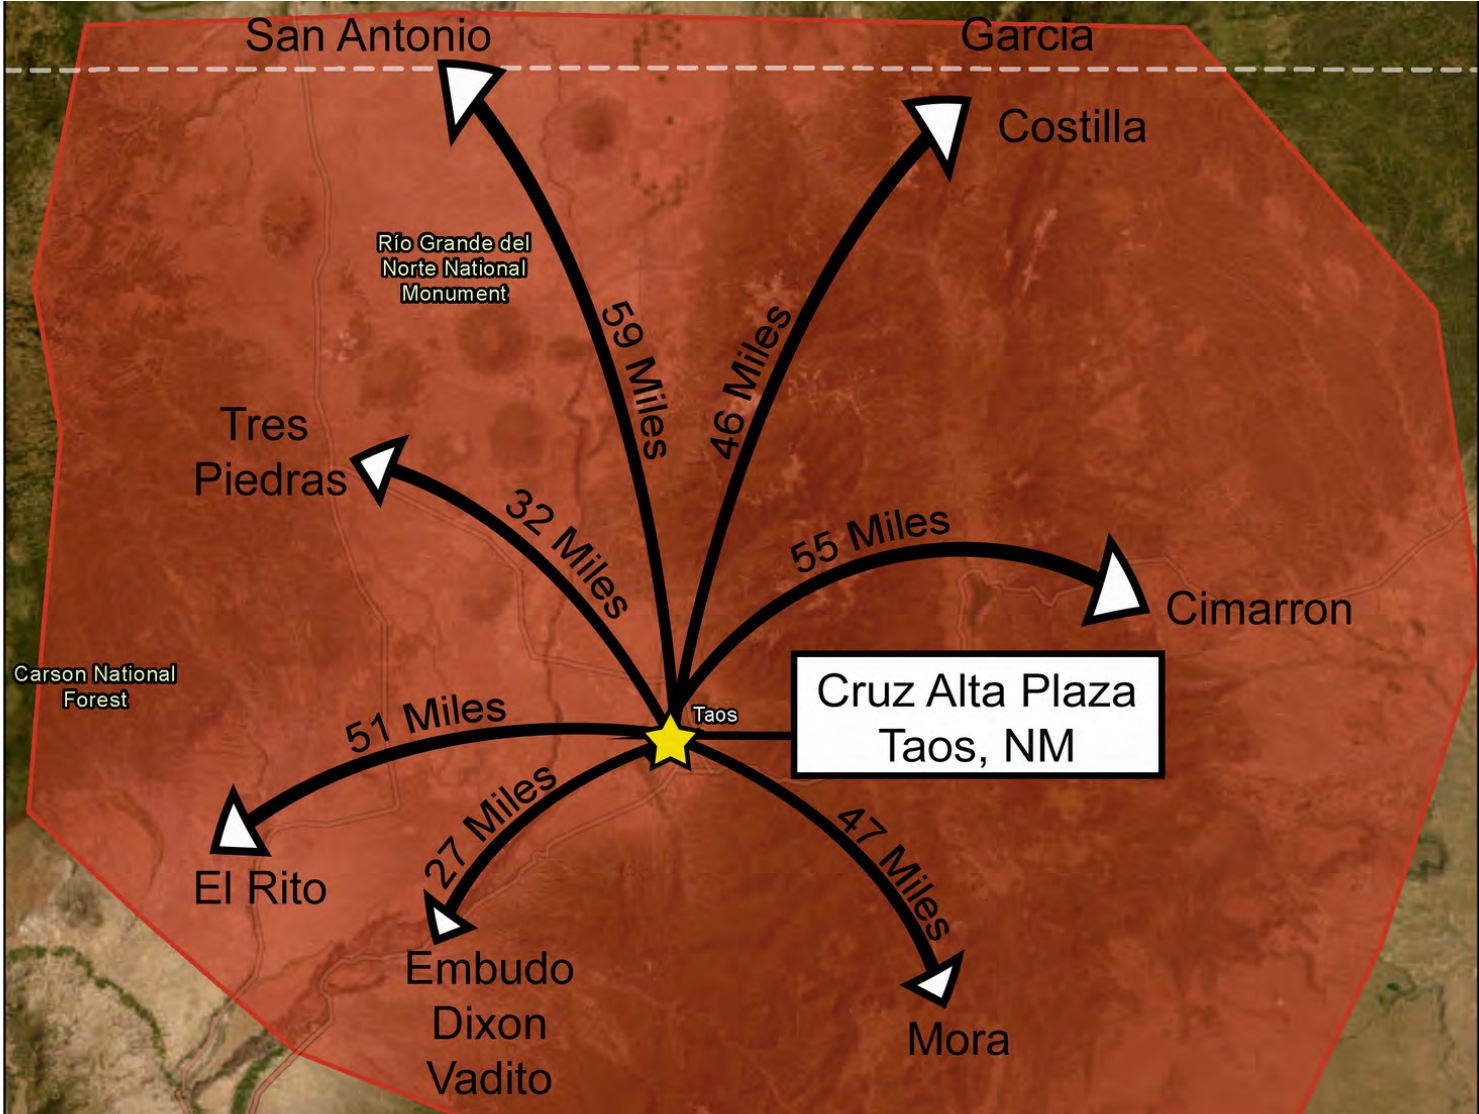 San Antonio
Garcia
Costilla
Río Grande del
Norte National
Monument
59 Miles
46 Miles
Tres
Piedras
32 Miles
55 Miles
Cimarron
Carson National
Forest
Cruz Alta Plaza
Taos, NM
Taos
51 Miles
27 Miles
47 Miles
El Rito
Embudo
Dixon
Vadito
Mora